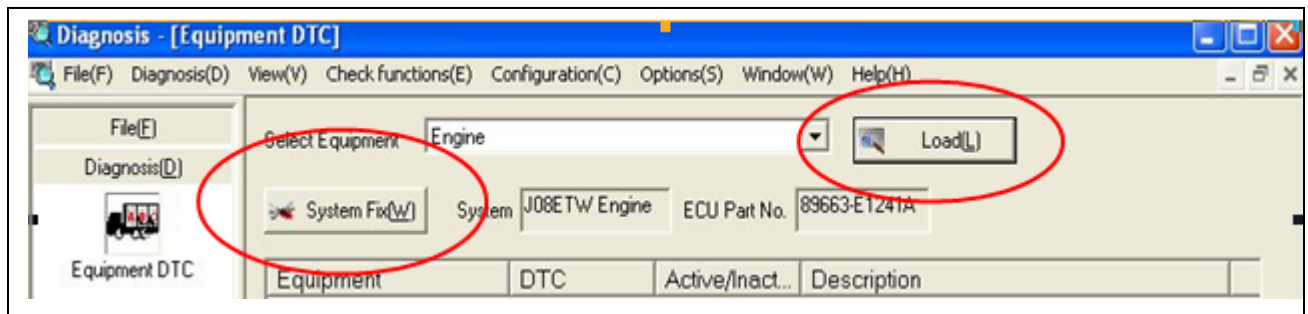 Diagnosis - [Equipment DTC]
File(F) Diagnosis(D) View(V) Check functions(E) Configuration(C) Options(S) Window(W) Help(H)
File(F)
Select Equipment Engine Load(L)
Diagnosis(D)
System Fix(W) System J08ETW Engine ECU Part No. 89663-E1241A
Equipment DTC
Equipment DTC Active/Inact... Description